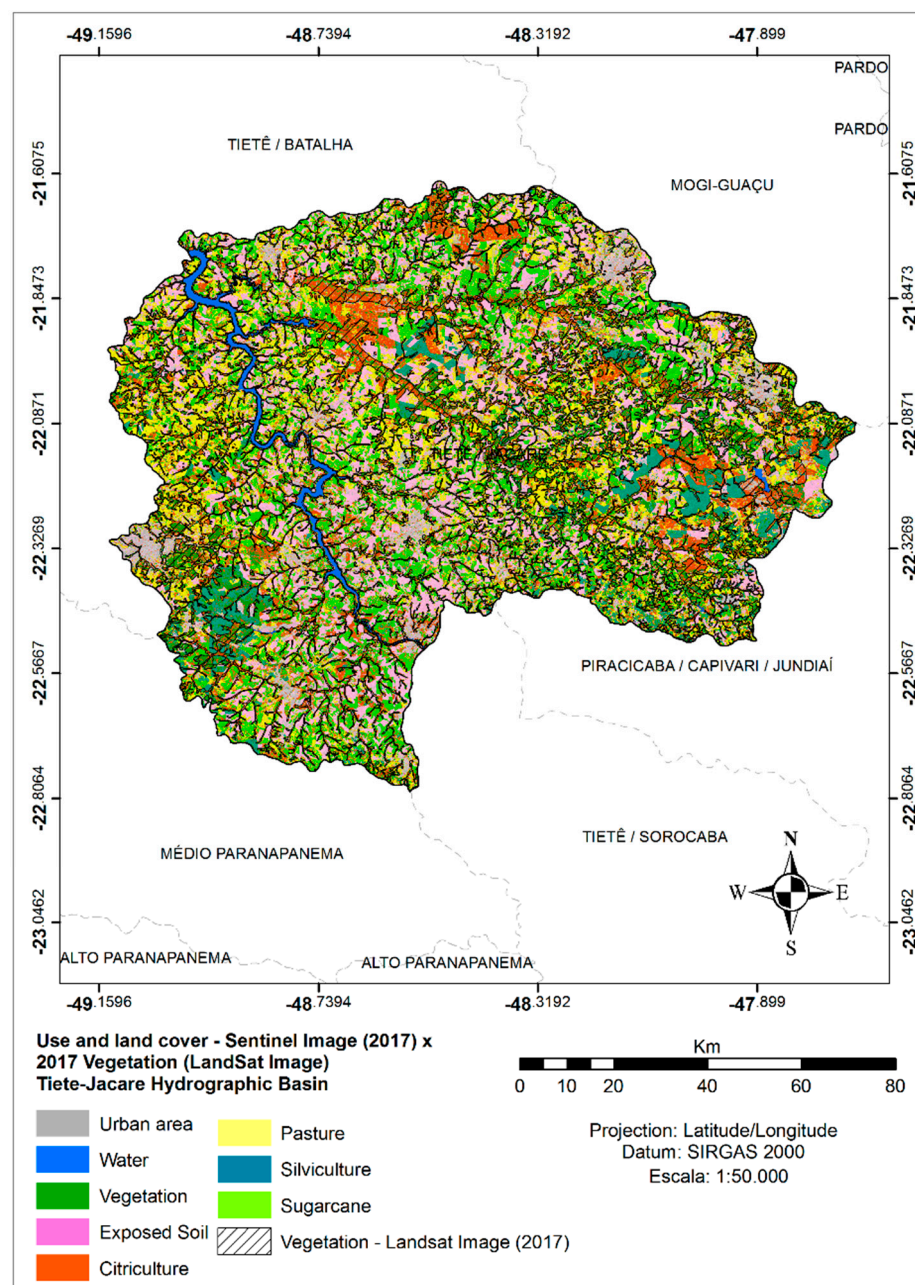 -49.1596
-48.7394
-48.3192
-47.899
PARDO
PARDO
TIETÊ / BATALHA
MOGI-GUAÇU
-21.6075
-21.6075
-21.8473
-21.8473
-22.0871
-22.0871
TIETÊ / JACARÉ
-22.3269
-22.3289
PIRACICABA / CAPIVARI / JUNDIAÍ
-22.5667
-22.5667
-22.8064
-22.8064
TIETÊ / SOROCABA
MÉDIO PARANAPANEMA
N
W
E
S
-23.0462
-23.0462
ALTO PARANAPANEMA
ALTO PARANAPANEMA
-49.1596
-48.7394
-48.3192
-47.899
Use and land cover - Sentinel Image (2017) x
2017 Vegetation (LandSat Image)
Tiete-Jacare Hydrographic Basin
Urban area
Water
Vegetation
Exposed Soil
Citriculture
Pasture
Silviculture
Sugarcane
Vegetation - Landsat Image (2017)
Km
0 10 20 40 60 80
Projection: Latitude/Longitude
Datum: SIRGAS 2000
Escala: 1:50.000